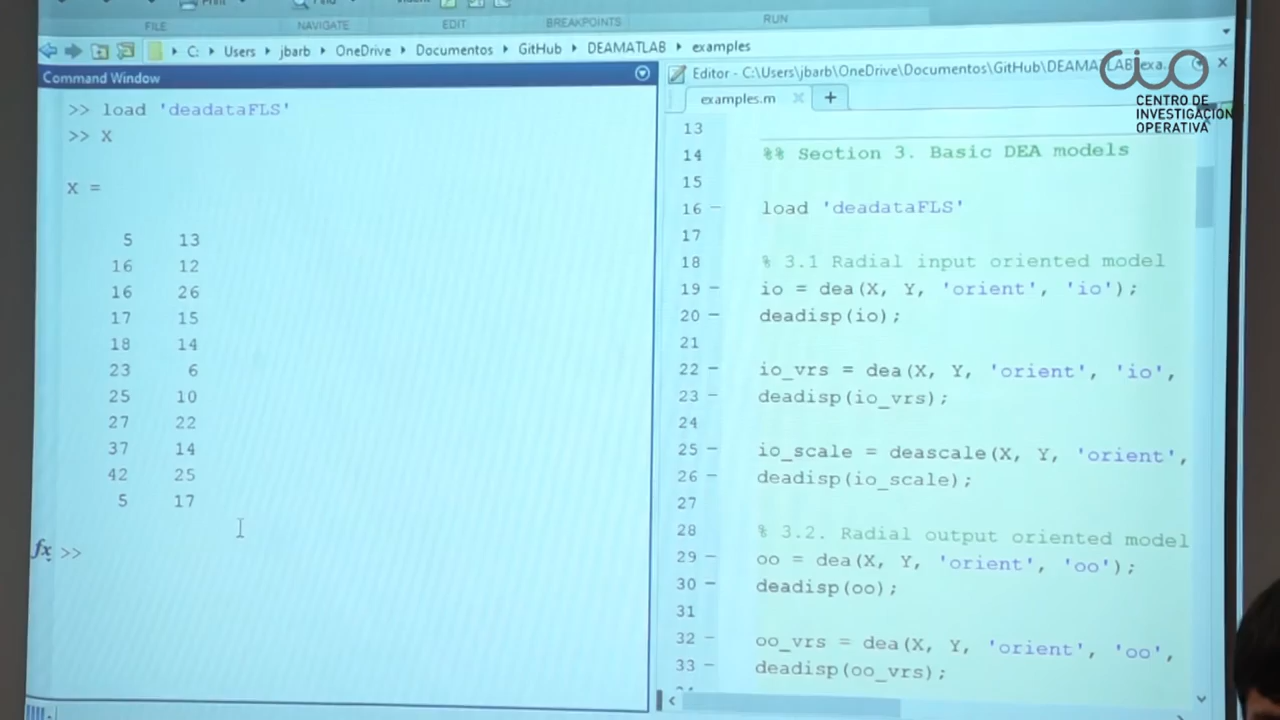 FILE NAVIGATE EDIT BREAKPOINTS RUN
C: Users jbarb OneDrive Documentos GitHub DEAMATLAB examples
Command Window
>> load 'deadataFLS'
>> X
X =
5 13
16 12
16 26
17 15
18 14
23 6
25 10
27 22
37 14
42 25
5 17
fx >>
Editor - C:\Users\jbarb\OneDrive\Documentos\GitHub\DEAMATLAB\exa...
examples.m × +
13
14 %% Section 3. Basic DEA models
15
16 – load 'deadataFLS'
17
18 % 3.1 Radial input oriented model
19 – io = dea(X, Y, 'orient', 'io');
20 – deadisp(io);
21
22 – io_vrs = dea(X, Y, 'orient', 'io',
23 – deadisp(io_vrs);
24
25 – io_scale = deascale(X, Y, 'orient',
26 – deadisp(io_scale);
27
28 % 3.2. Radial output oriented model
29 – oo = dea(X, Y, 'orient', 'oo');
30 – deadisp(oo);
31
32 – oo_vrs = dea(X, Y, 'orient', 'oo',
33 – deadisp(oo_vrs);
cio
CENTRO DE
INVESTIGACIÓN
OPERATIVA